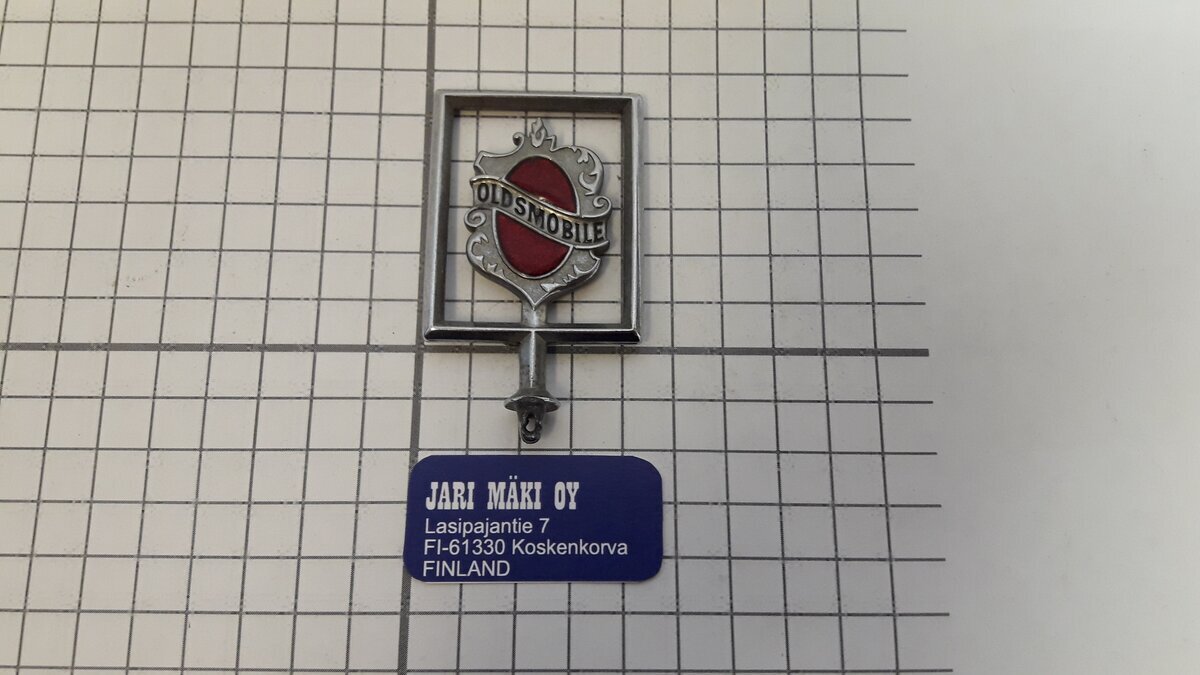 OLDSMOBILE
JARI MÄKI OY
Lasipajantie 7
FI-61330 Koskenkorva
FINLAND